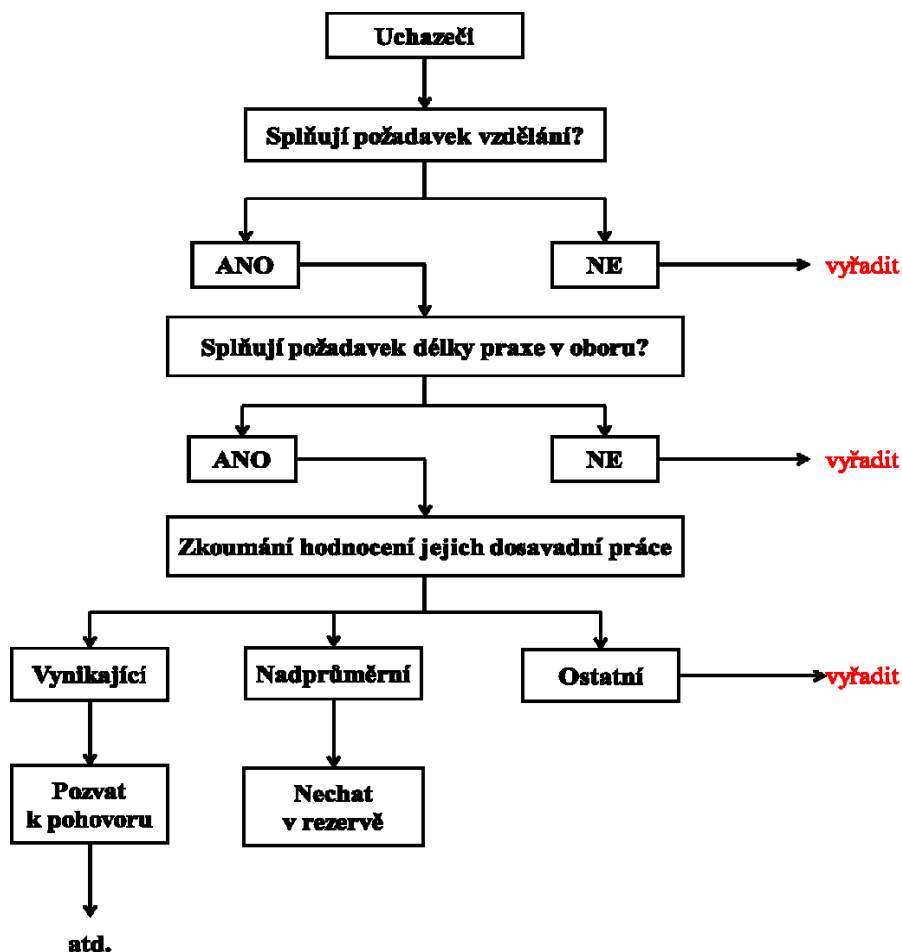 Uchazeči
Splňují požadavek vzdělání?
ANO
NE
vyřadit
Splňují požadavek délky praxe v oboru?
ANO
NE
vyřadit
Zkoumání hodnocení jejich dosavadní práce
Vynikající
Nadprůměrní
Ostatní
vyřadit
Pozvat
k pohovoru
Nechat
v rezervě
atd.